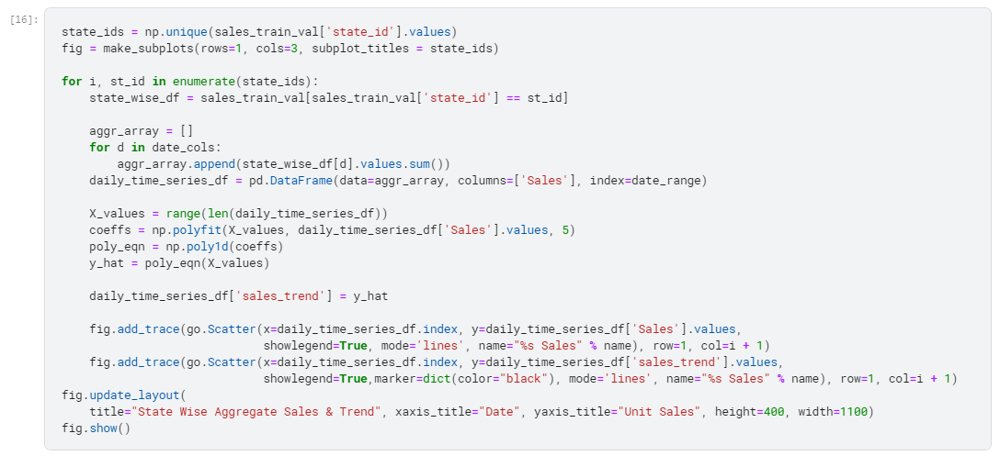 [16]:
state_ids = np.unique(sales_train_val['state_id'].values)
fig = make_subplots(rows=1, cols=3, subplot_titles = state_ids)
for i, st_id in enumerate(state_ids):
    state_wise_df = sales_train_val[sales_train_val['state_id'] == st_id]
    aggr_array = []
    for d in date_cols:
        aggr_array.append(state_wise_df[d].values.sum())
    daily_time_series_df = pd.DataFrame(data=aggr_array, columns=['Sales'], index=date_range)
    X_values = range(len(daily_time_series_df))
    coeffs = np.polyfit(X_values, daily_time_series_df['Sales'].values, 5)
    poly_eqn = np.poly1d(coeffs)
    y_hat = poly_eqn(X_values)
    daily_time_series_df['sales_trend'] = y_hat
    fig.add_trace(go.Scatter(x=daily_time_series_df.index, y=daily_time_series_df['Sales'].values,
                             showlegend=True, mode='lines', name="%s Sales" % name), row=1, col=i + 1)
    fig.add_trace(go.Scatter(x=daily_time_series_df.index, y=daily_time_series_df['sales_trend'].values,
                             showlegend=True,marker=dict(color="black"), mode='lines', name="%s Sales" % name), row=1, col=i + 1)
fig.update_layout(
    title="State Wise Aggregate Sales & Trend", xaxis_title="Date", yaxis_title="Unit Sales", height=400, width=1100)
fig.show()